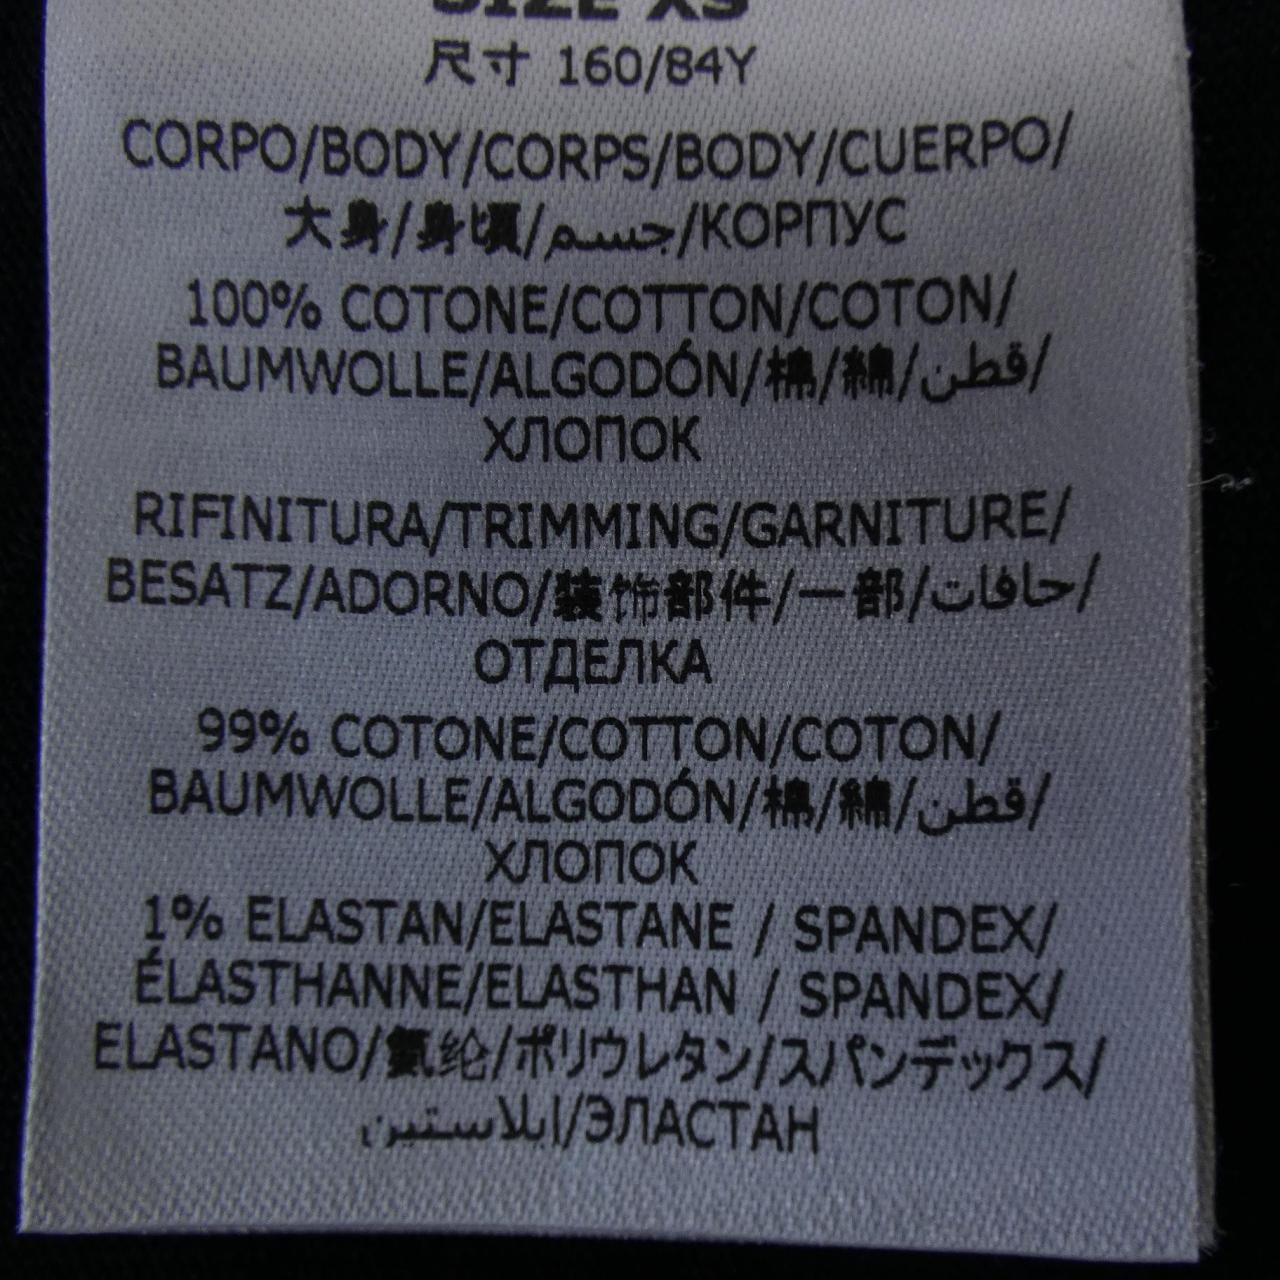 SIZE XS
尺寸 160/84Y
CORPO/BODY/CORPS/BODY/CUERPO/
大身/身頃/جسم/КОРПУС
100% COTONE/COTTON/COTON/
BAUMWOLLE/ALGODÓN/棉/綿/قطن/
ХЛОПОК
RIFINITURA/TRIMMING/GARNITURE/
BESATZ/ADORNO/装饰部件/一部/حافات/
ОТДЕЛКА
99% COTONE/COTTON/COTON/
BAUMWOLLE/ALGODÓN/棉/綿/قطن/
ХЛОПОК
1% ELASTAN/ELASTANE / SPANDEX/
ÉLASTHANNE/ELASTHAN / SPANDEX/
ELASTANO/氨纶/ポリウレタン/スパンデックス/
ايلاستين/ЭЛАСТАН